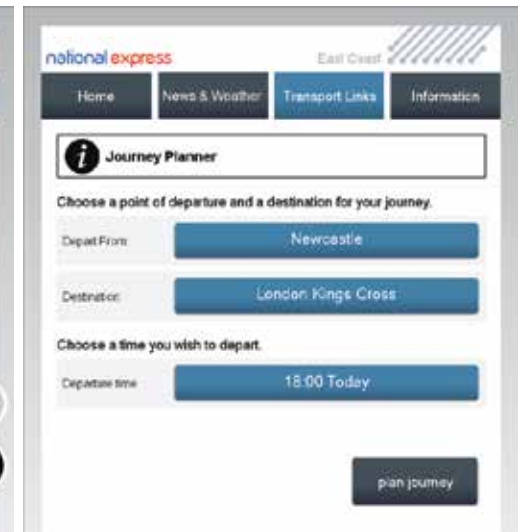 national express
East Coast
Home News & Weather Transport Links Information
i Journey Planner
Choose a point of departure and a destination for your journey.
Depart From Newcastle
Destination London Kings Cross
Choose a time you wish to depart.
Departure time 18:00 Today
plan journey